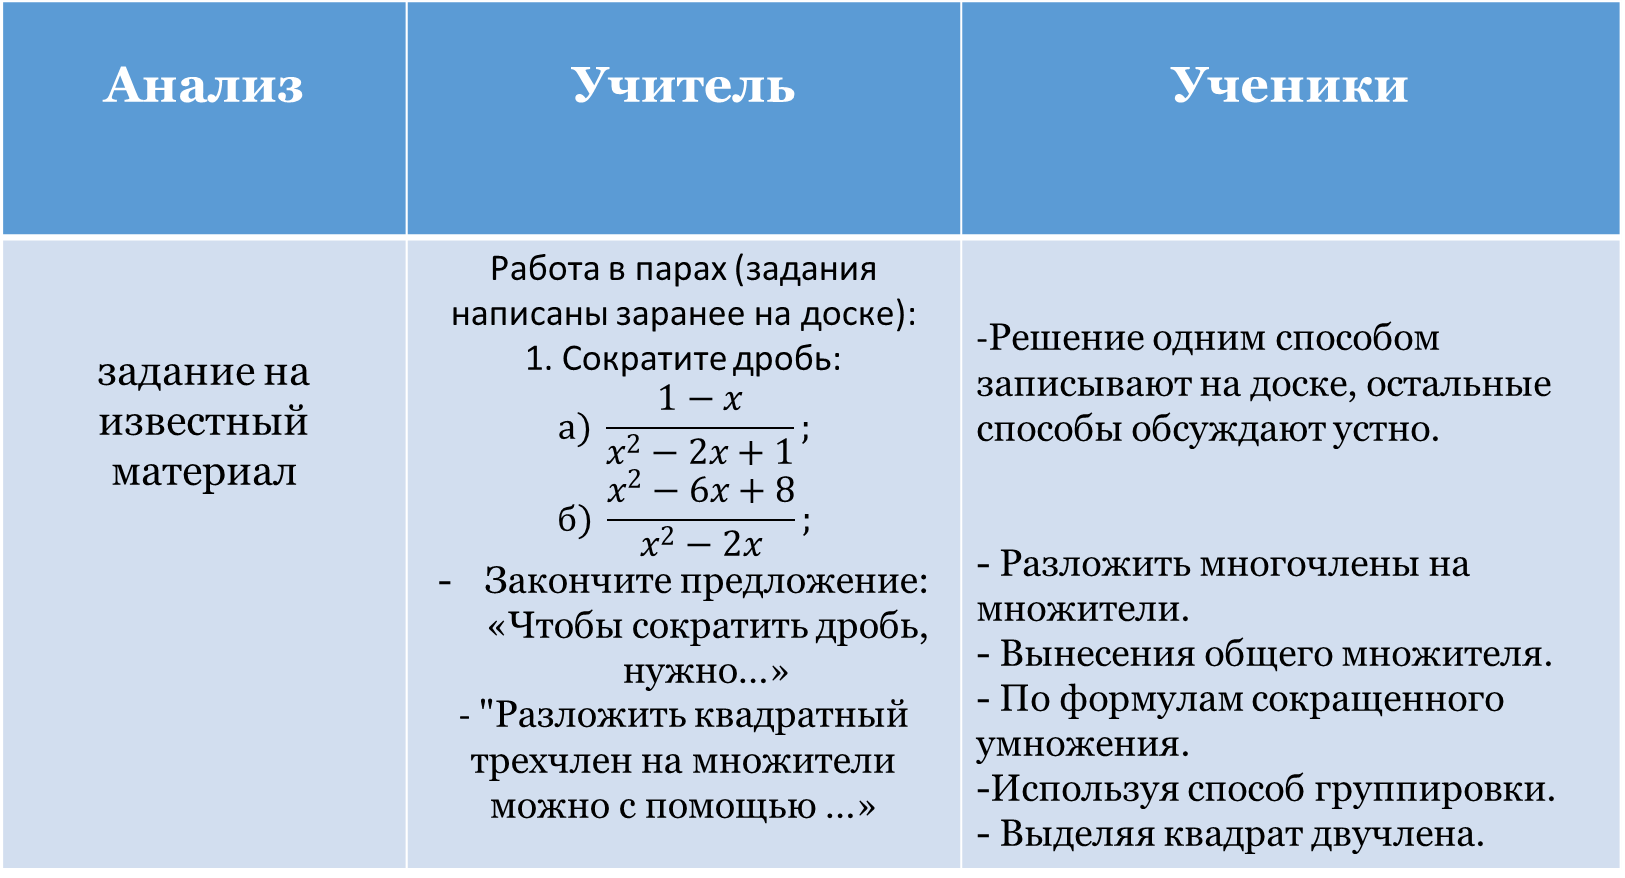 Анализ
Учитель
Ученики
задание на
известный
материал
Работа в парах (задания
написаны заранее на доске):
1. Сократите дробь:
а) (1 − x)/(x² − 2x + 1);
б) (x² − 6x + 8)/(x² − 2x);
- Закончите предложение:
«Чтобы сократить дробь,
нужно…»
- "Разложить квадратный
трехчлен на множители
можно с помощью …»
-Решение одним способом
записывают на доске, остальные
способы обсуждают устно.
- Разложить многочлены на
множители.
- Вынесения общего множителя.
- По формулам сокращенного
умножения.
-Используя способ группировки.
- Выделяя квадрат двучлена.